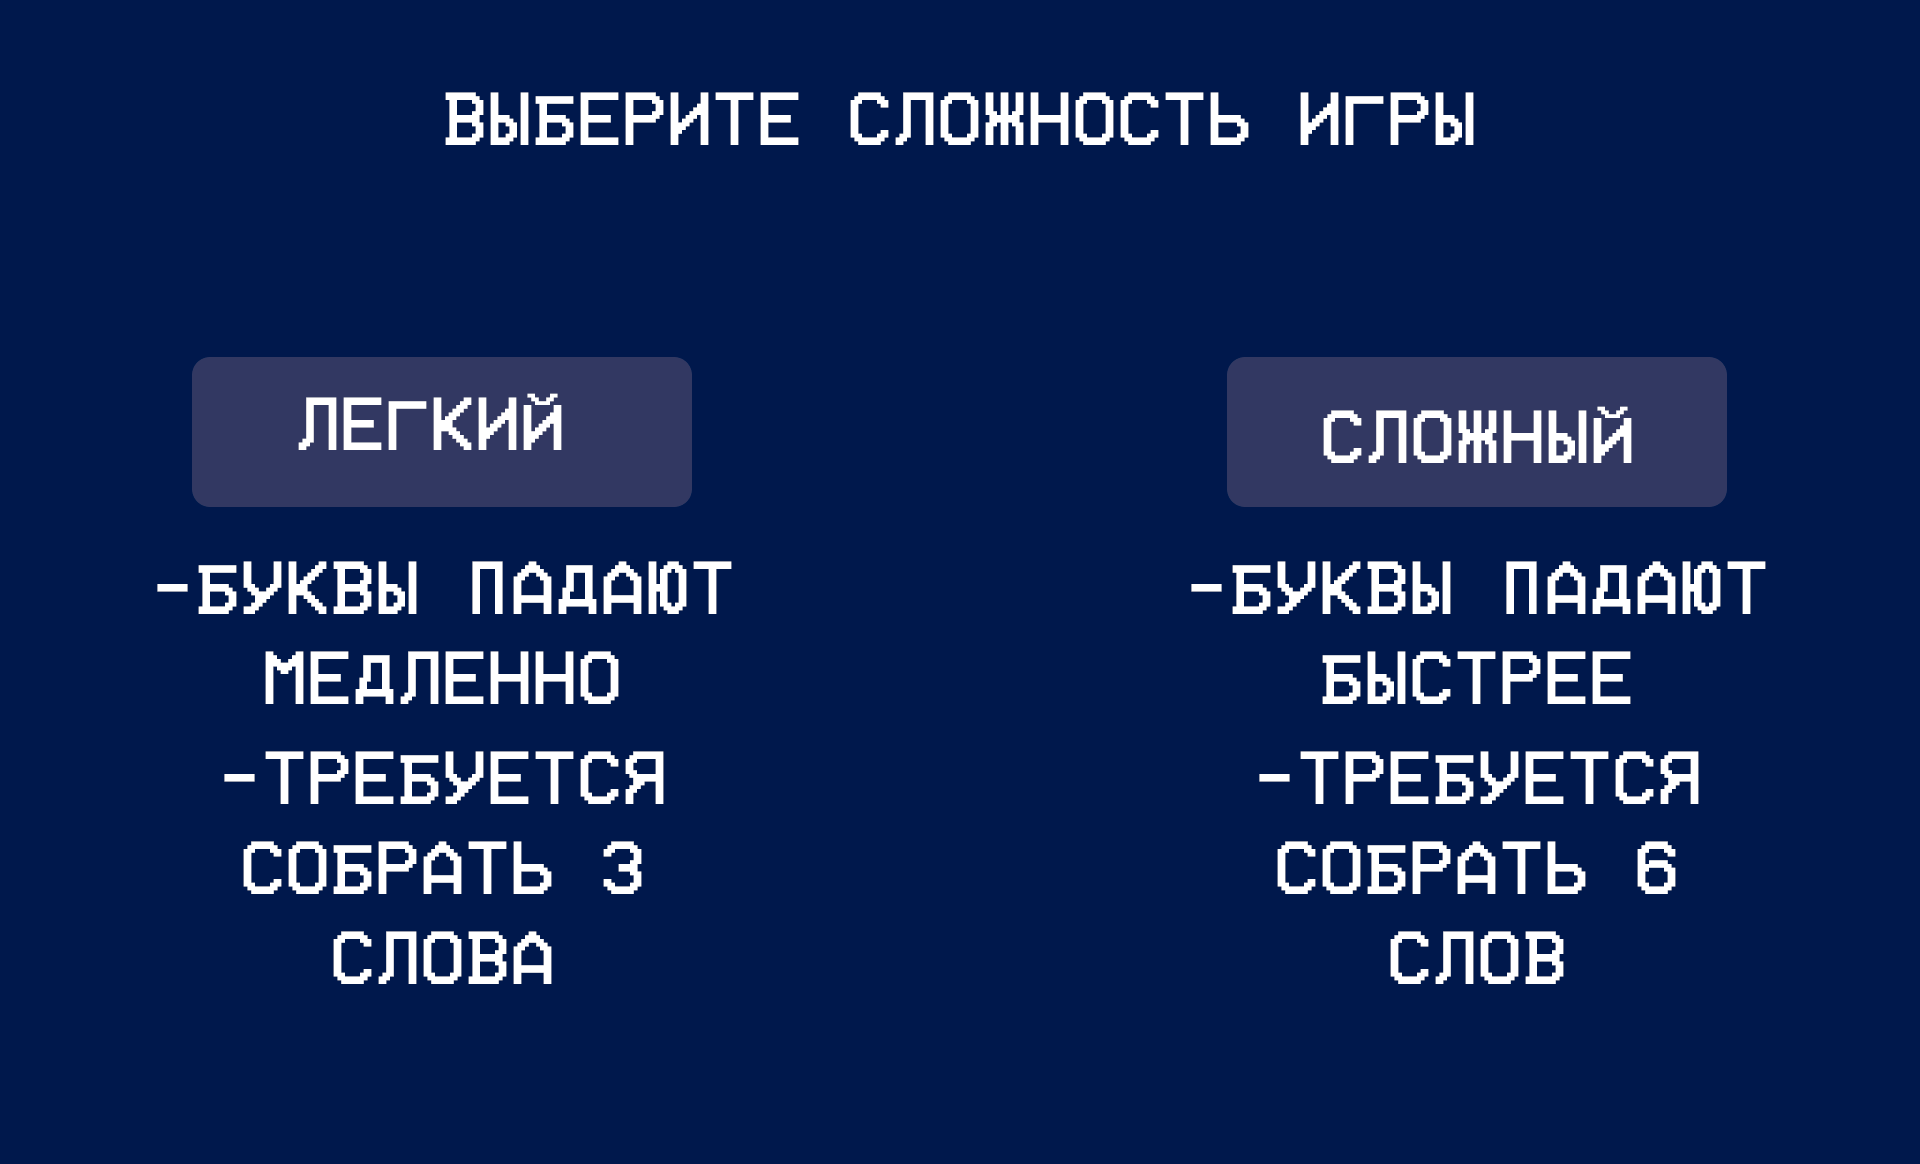 ВЫБЕРИТЕ СЛОЖНОСТЬ ИГРЫ
ЛЕГКИЙ
-БУКВЫ ПАДАЮТ
МЕДЛЕННО
-ТРЕБУЕТСЯ
СОБРАТЬ 3
СЛОВА
СЛОЖНЫЙ
-БУКВЫ ПАДАЮТ
БЫСТРЕЕ
-ТРЕБУЕТСЯ
СОБРАТЬ 6
СЛОВ